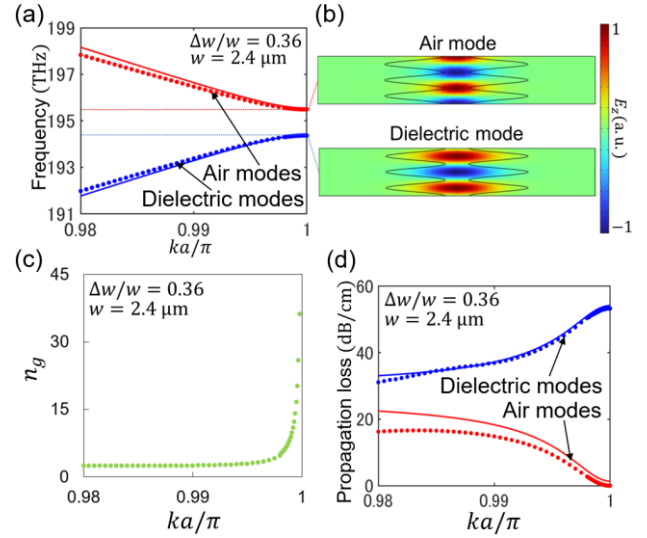 (a)
199
197
195
193
191
Frequency (THz)
Δw/w = 0.36
w = 2.4 μm
Air modes
Dielectric modes
0.98
0.99
1
ka/π
(b)
Air mode
Dielectric mode
1
E_z(a.u.)
−1
(c)
45
30
15
0
n_g
Δw/w = 0.36
w = 2.4 μm
0.98
0.99
1
ka/π
(d)
60
40
20
0
Propagation loss (dB/cm)
Δw/w = 0.36
w = 2.4 μm
Dielectric modes
Air modes
0.98
0.99
1
ka/π